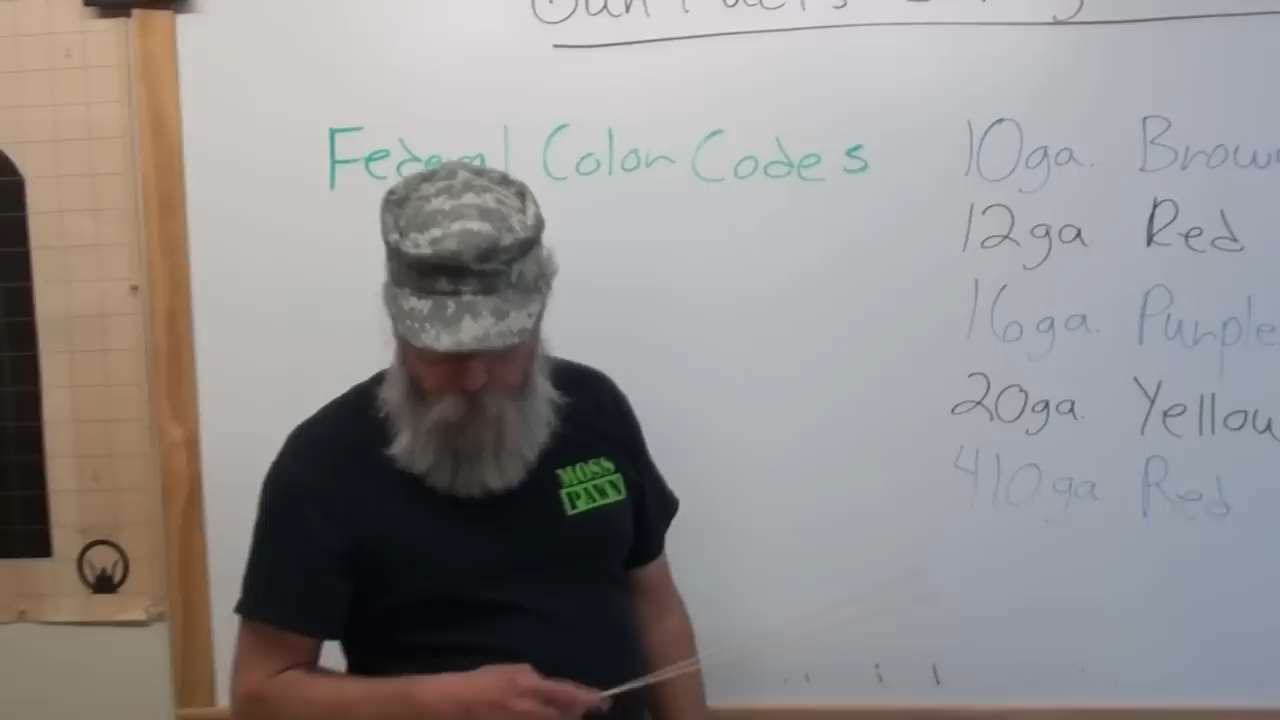 Federal Color Codes
10ga. Brown
12ga Red
16ga. Purple
20ga. Yellow
410ga Red
MOSS
PAWN